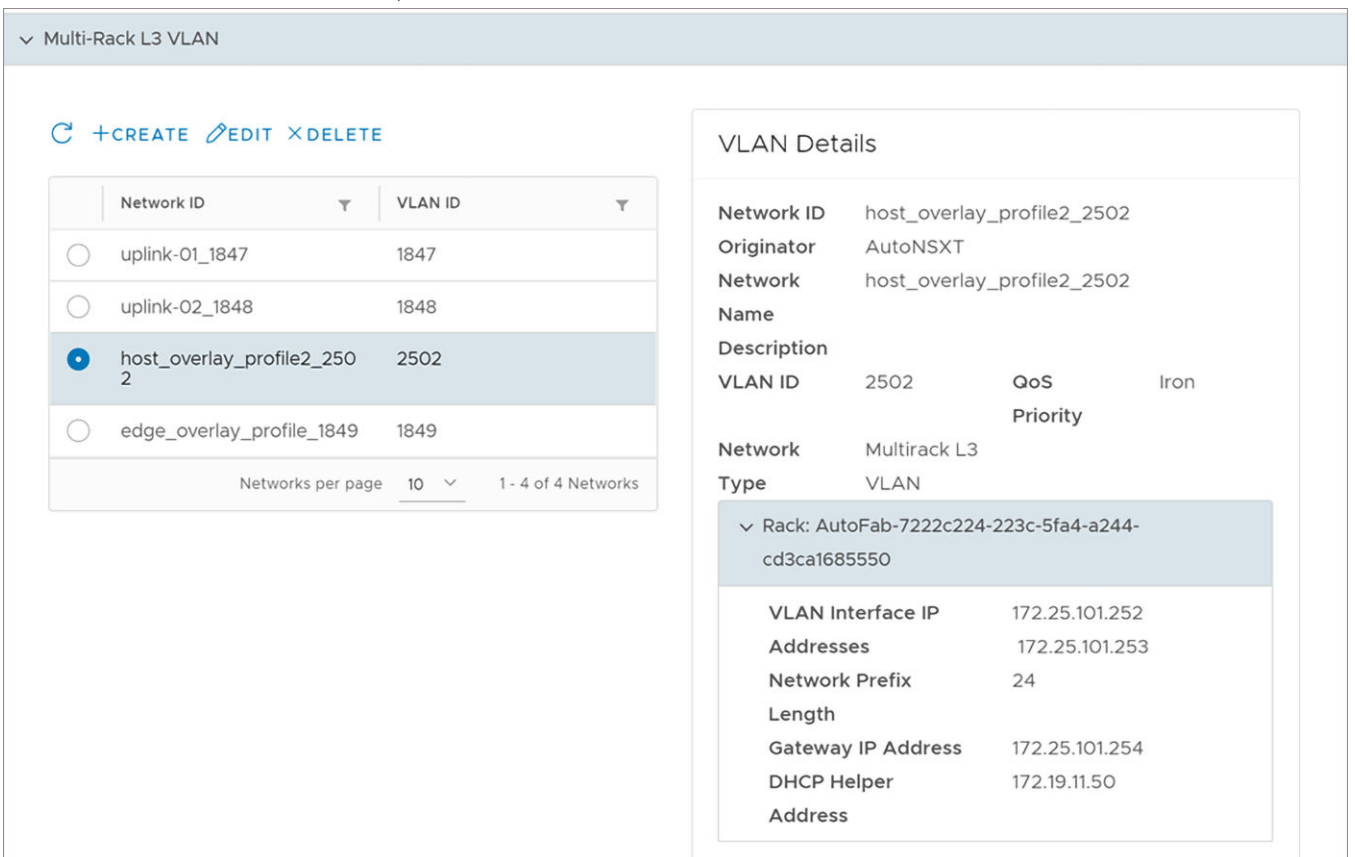 Multi-Rack L3 VLAN
+CREATE EDIT ×DELETE
Network ID VLAN ID
uplink-01_1847 1847
uplink-02_1848 1848
host_overlay_profile2_250 2502
2
edge_overlay_profile_1849 1849
Networks per page 10 1 - 4 of 4 Networks
VLAN Details
Network ID host_overlay_profile2_2502
Originator AutoNSXT
Network host_overlay_profile2_2502
Name
Description
VLAN ID 2502 QoS Iron
Priority
Network Multirack L3
Type VLAN
Rack: AutoFab-7222c224-223c-5fa4-a244-
cd3ca1685550
VLAN Interface IP 172.25.101.252
Addresses 172.25.101.253
Network Prefix 24
Length
Gateway IP Address 172.25.101.254
DHCP Helper 172.19.11.50
Address